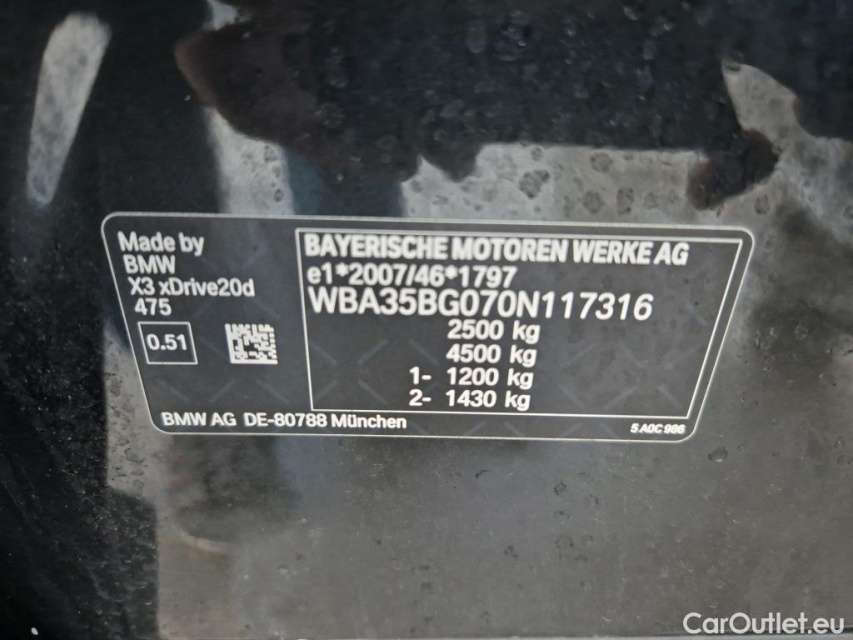 Made by
BMW
X3 xDrive20d
475
0.51
BAYERISCHE MOTOREN WERKE AG
e1*2007/46*1797
WBA35BG070N117316
2500 kg
4500 kg
1- 1200 kg
2- 1430 kg
BMW AG DE-80788 München
5 A0C 986
CarOutlet.eu